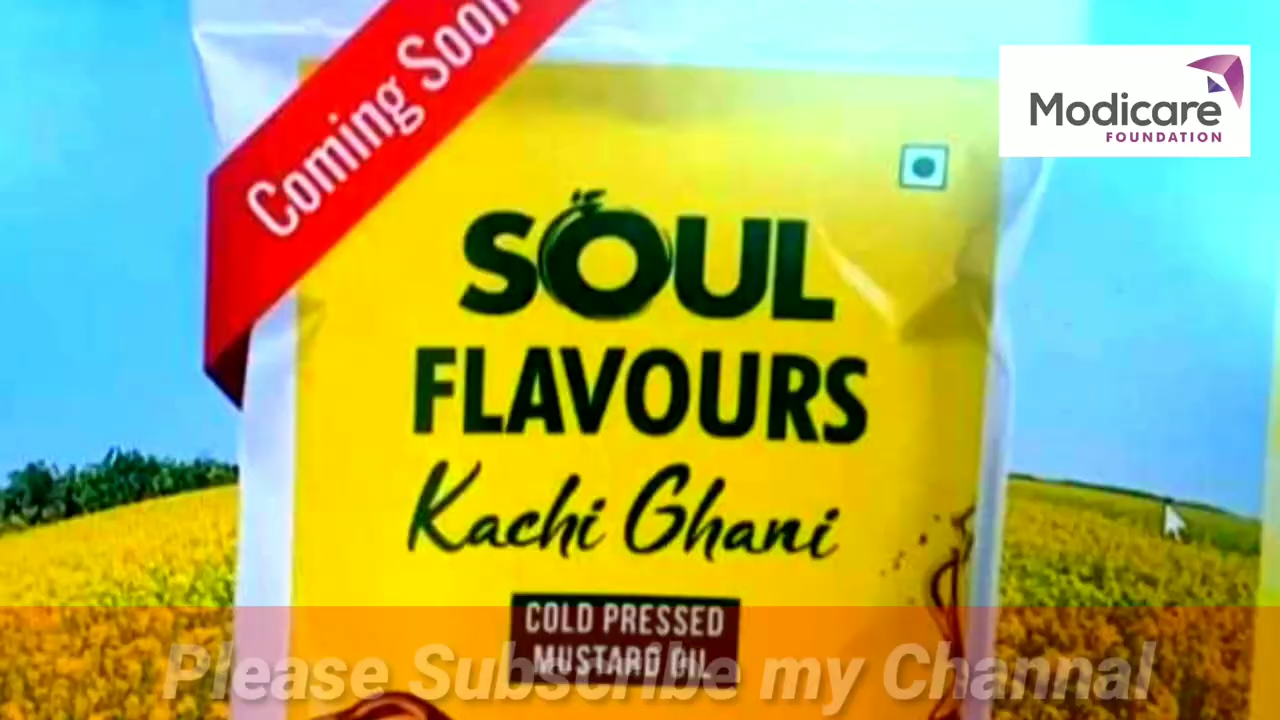 Coming Soon
Modicare
FOUNDATION
SOUL
FLAVOURS
Kachi Ghani
COLD PRESSED
MUSTARD OIL
Please Subscribe my Channal